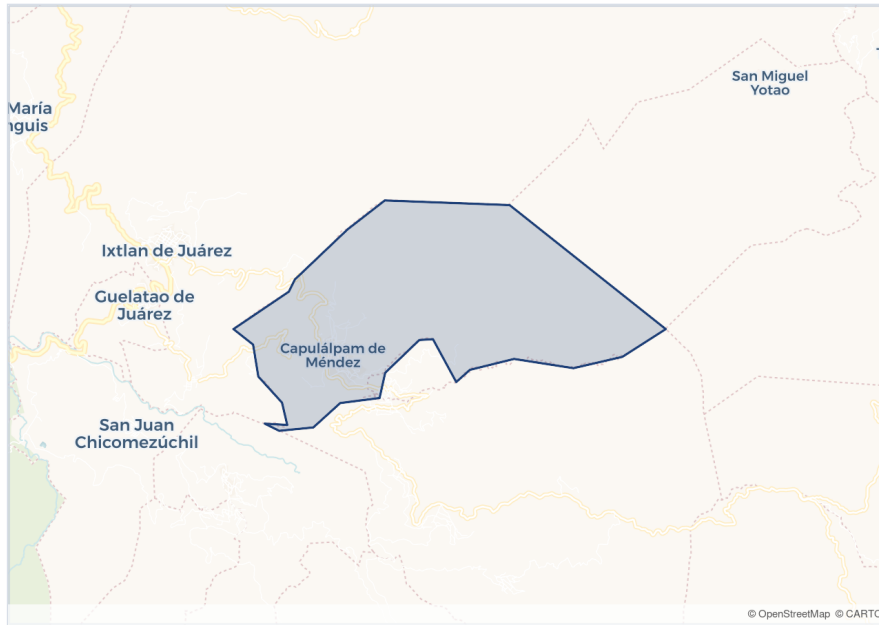 San Miguel
Yotao
María
nguis
Ixtlan de Juárez
Guelatao de
Juárez
Capulálpam de
Méndez
San Juan
Chicomezúchil
© OpenStreetMap © CARTO